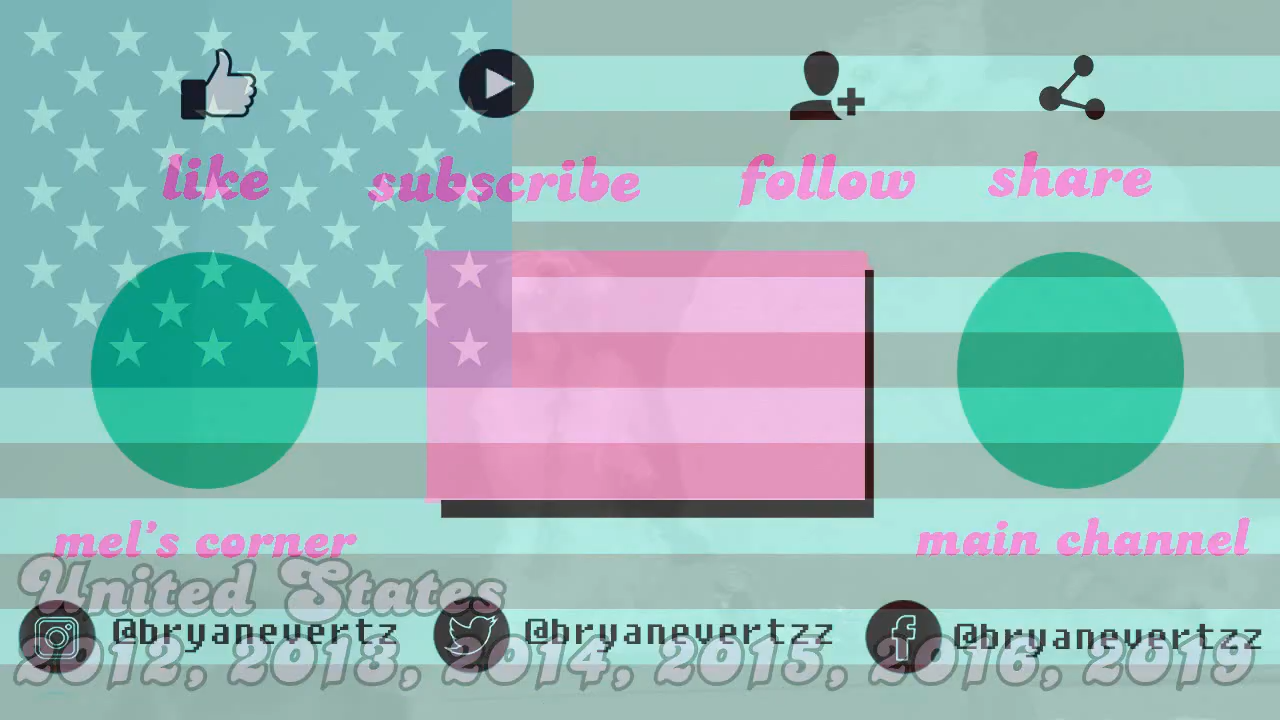 like subscribe follow share
mel's corner main channel
United States
@bryanevertz @bryanevertzz @bryanevertzz
2012, 2013, 2014, 2015, 2016, 2019